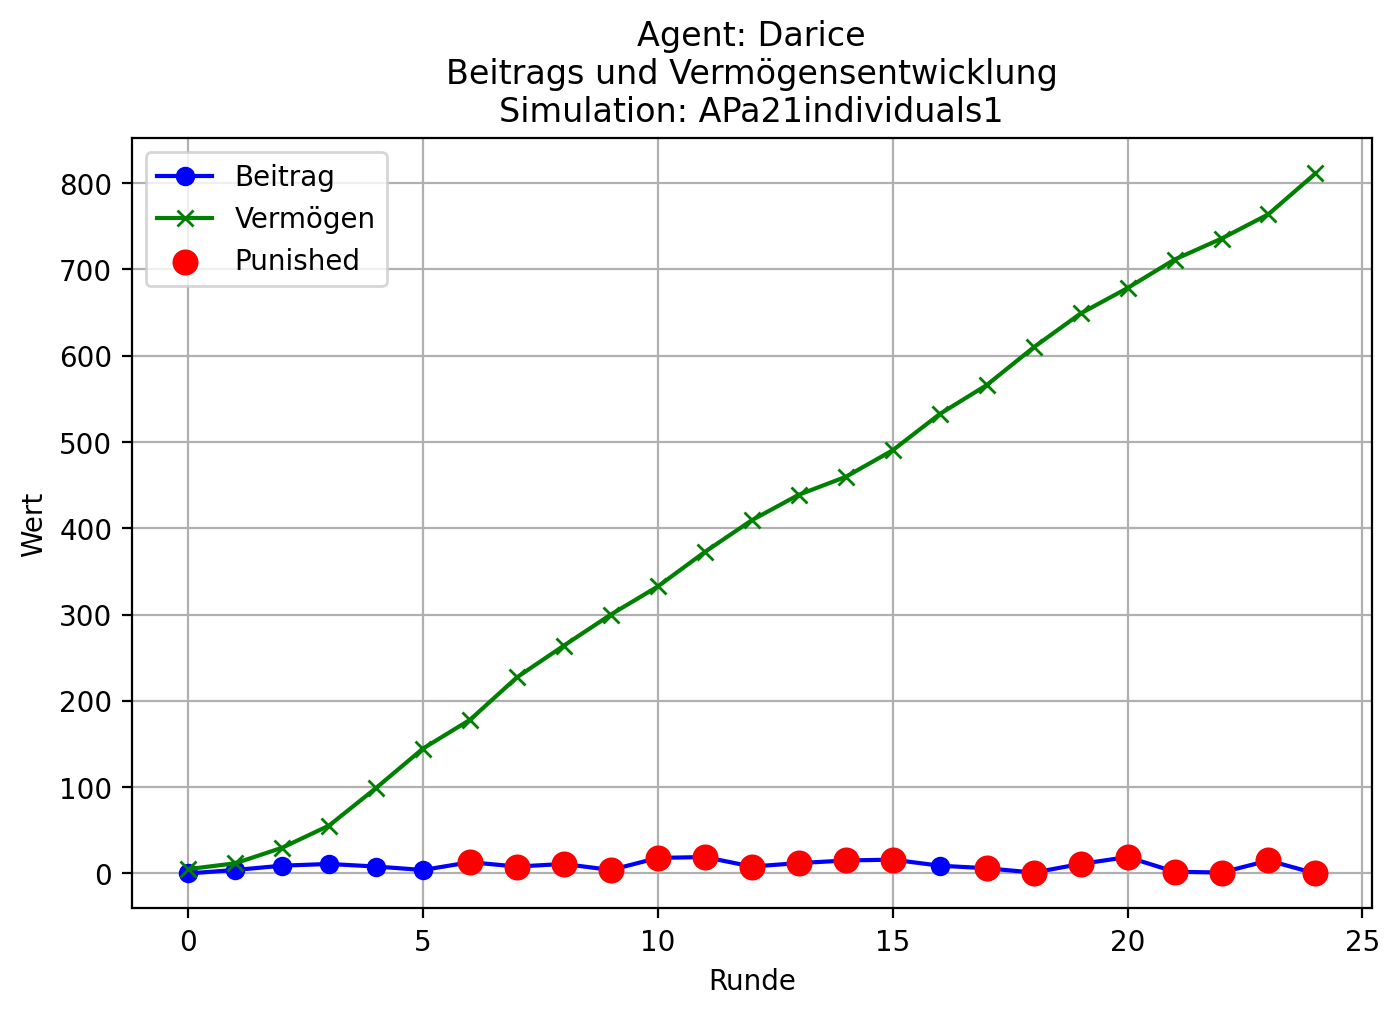 Agent: Darice
Beitrags und Vermögensentwicklung
Simulation: APa21individuals1
Beitrag
Vermögen
Punished
800
700
600
500
400
300
200
100
0
Wert
0 5 10 15 20 25
Runde